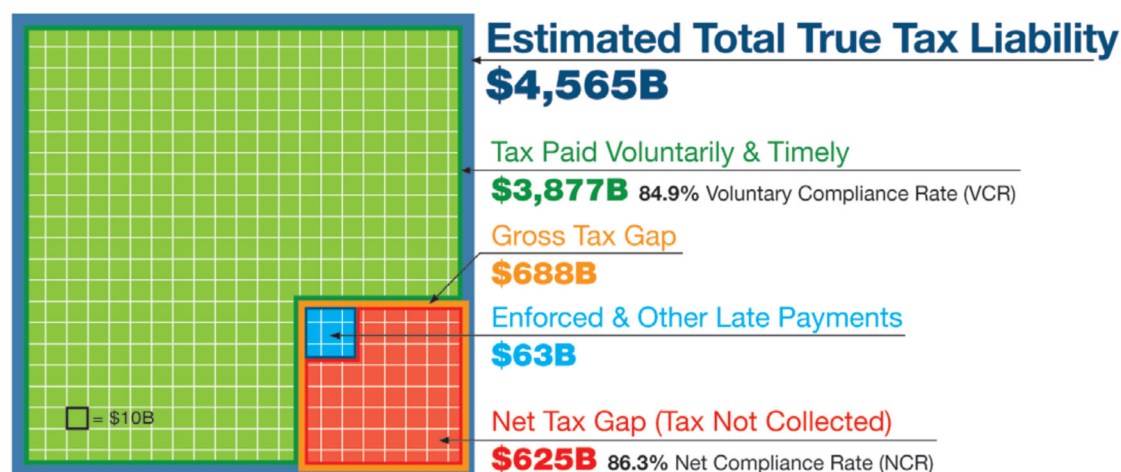 Estimated Total True Tax Liability
$4,565B
Tax Paid Voluntarily & Timely
$3,877B 84.9% Voluntary Compliance Rate (VCR)
Gross Tax Gap
$688B
Enforced & Other Late Payments
$63B
= $10B
Net Tax Gap (Tax Not Collected)
$625B 86.3% Net Compliance Rate (NCR)